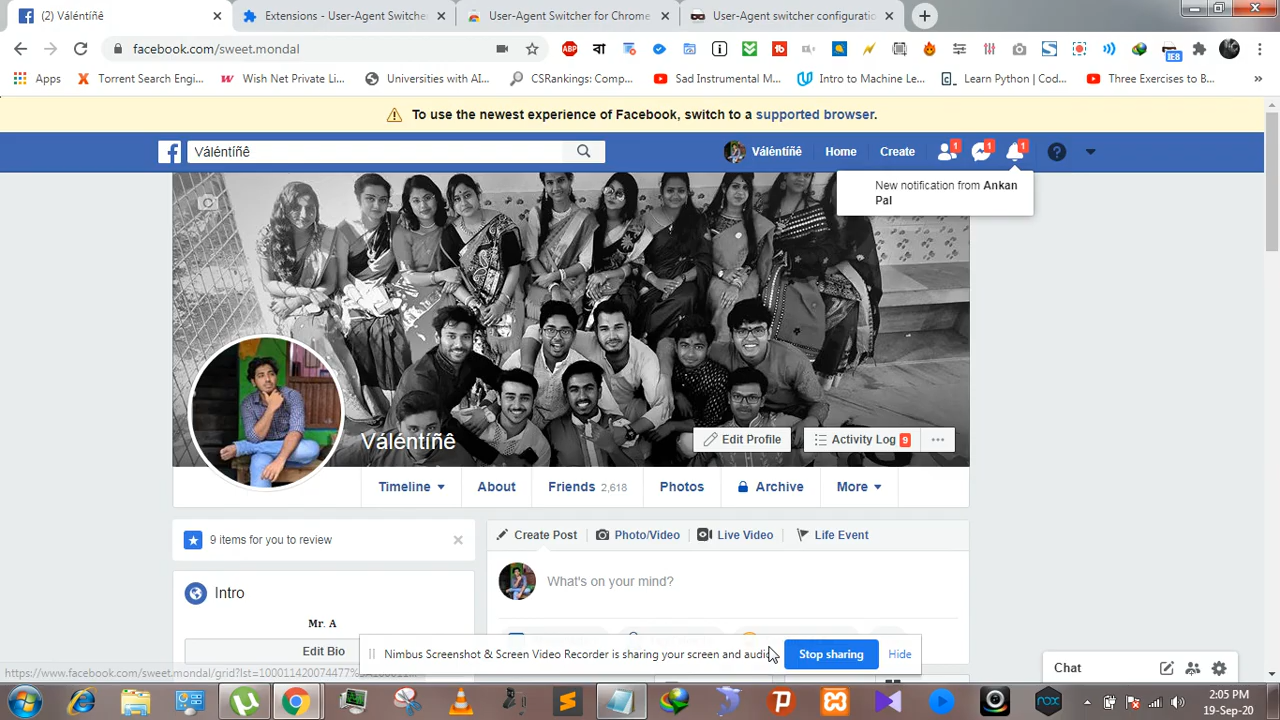 (2) Váléntíñê
Extensions - User-Agent Switcher
User-Agent Switcher for Chrome
User-Agent switcher configuratio
facebook.com/sweet.mondal
ABP
বা
IE8
Apps
Torrent Search Engi...
Wish Net Private Li...
Universities with AI...
CSRankings: Comp...
Sad Instrumental M...
Intro to Machine Le...
Learn Python | Cod...
Three Exercises to B...
»
To use the newest experience of Facebook, switch to a supported browser.
Váléntíñê
Váléntíñê
Home
Create
1
1
1
New notification from Ankan
Pal
Váléntíñê
Edit Profile
Activity Log 9
...
Timeline
About
Friends 2,618
Photos
Archive
More
9 items for you to review
Create Post
Photo/Video
Live Video
Life Event
What's on your mind?
Intro
Mr. A
Edit Bio
Nimbus Screenshot & Screen Video Recorder is sharing your screen and audio.
Stop sharing
Hide
Chat
2:05 PM
19-Sep-20